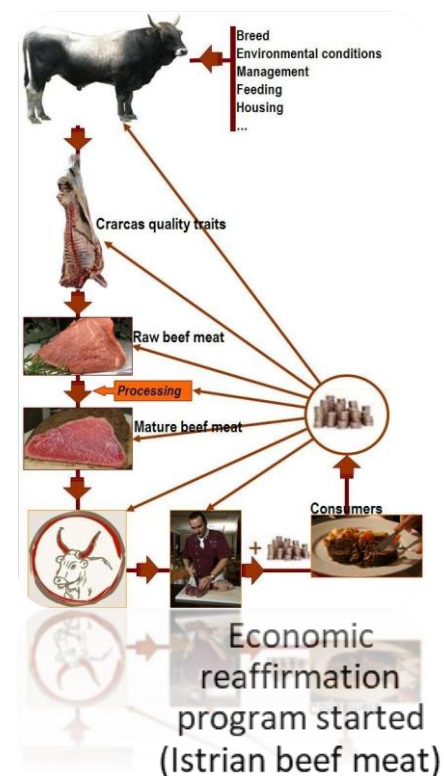 Breed
Environmental conditions
Management
Feeding
Housing
...
Crarcas quality traits
Raw beef meat
Processing
Mature beef meat
Consumers
+
Economic
reaffirmation
program started
(Istrian beef meat)